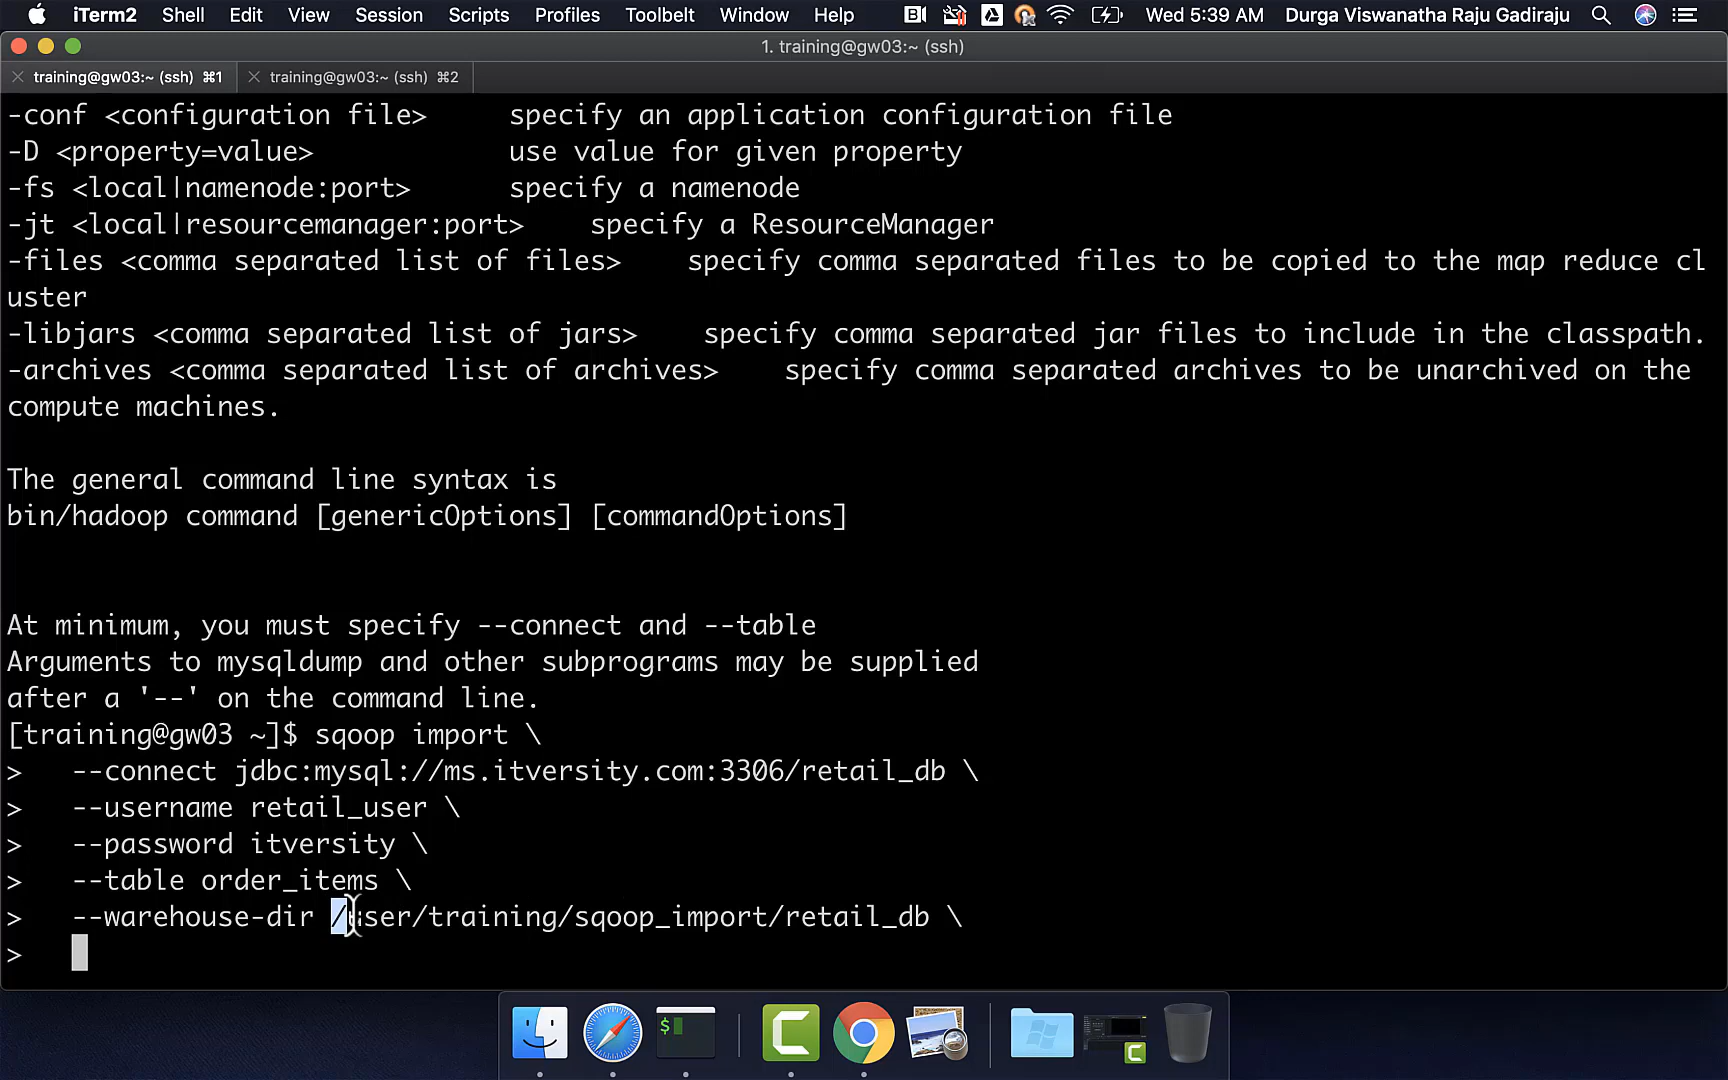 iTerm2 Shell Edit View Session Scripts Profiles Toolbelt Window Help Wed 5:39 AM Durga Viswanatha Raju Gadiraju
1. training@gw03:~ (ssh)
training@gw03:~ (ssh) ⌘1 training@gw03:~ (ssh) ⌘2
-conf <configuration file> specify an application configuration file
-D <property=value> use value for given property
-fs <local|namenode:port> specify a namenode
-jt <local|resourcemanager:port> specify a ResourceManager
-files <comma separated list of files> specify comma separated files to be copied to the map reduce cl
uster
-libjars <comma separated list of jars> specify comma separated jar files to include in the classpath.
-archives <comma separated list of archives> specify comma separated archives to be unarchived on the
compute machines.
The general command line syntax is
bin/hadoop command [genericOptions] [commandOptions]
At minimum, you must specify --connect and --table
Arguments to mysqldump and other subprograms may be supplied
after a '--' on the command line.
[training@gw03 ~]$ sqoop import \
> --connect jdbc:mysql://ms.itversity.com:3306/retail_db \
> --username retail_user \
> --password itversity \
> --table order_items \
> --warehouse-dir /user/training/sqoop_import/retail_db \
>